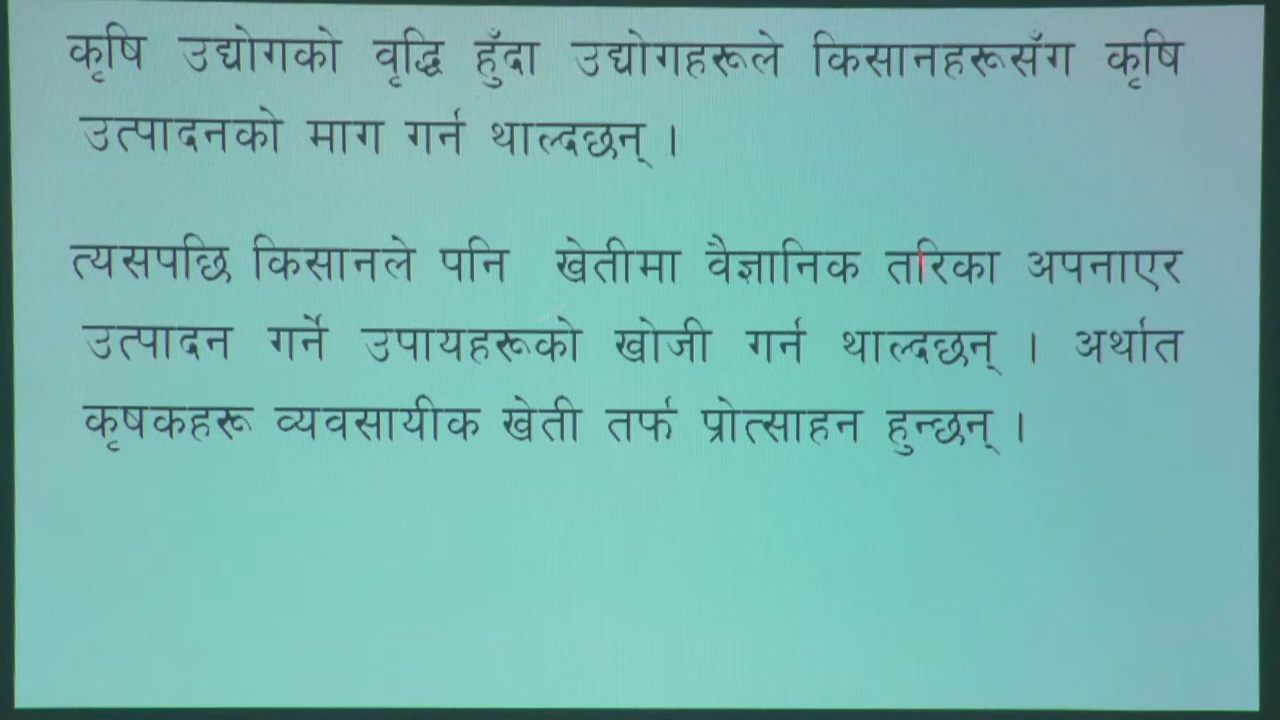 कृषि उद्योगको वृद्धि हुँदा उद्योगहरूले किसानहरूसँग कृषि
उत्पादनको माग गर्न थाल्दछन् ।
त्यसपछि किसानले पनि खेतीमा वैज्ञानिक तरिका अपनाएर
उत्पादन गर्ने उपायहरूको खोजी गर्न थाल्दछन् । अर्थात
कृषकहरू व्यवसायीक खेती तर्फ प्रोत्साहन हुन्छन् ।